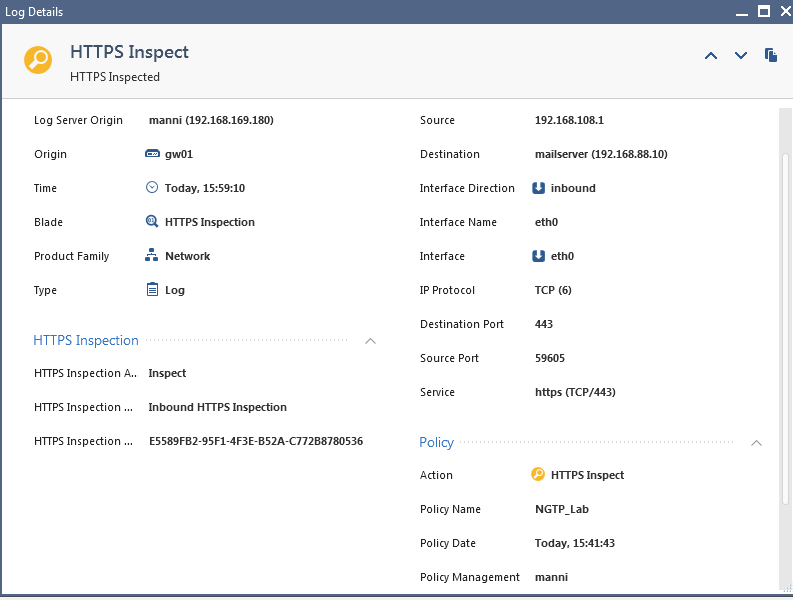 Log Details
HTTPS Inspect
HTTPS Inspected
Log Server Origin manni (192.168.169.180)
Origin gw01
Time Today, 15:59:10
Blade HTTPS Inspection
Product Family Network
Type Log
HTTPS Inspection
HTTPS Inspection A.. Inspect
HTTPS Inspection ... Inbound HTTPS Inspection
HTTPS Inspection ... E5589FB2-95F1-4F3E-B52A-C772B8780536
Source 192.168.108.1
Destination mailserver (192.168.88.10)
Interface Direction inbound
Interface Name eth0
Interface eth0
IP Protocol TCP (6)
Destination Port 443
Source Port 59605
Service https (TCP/443)
Policy
Action HTTPS Inspect
Policy Name NGTP_Lab
Policy Date Today, 15:41:43
Policy Management manni